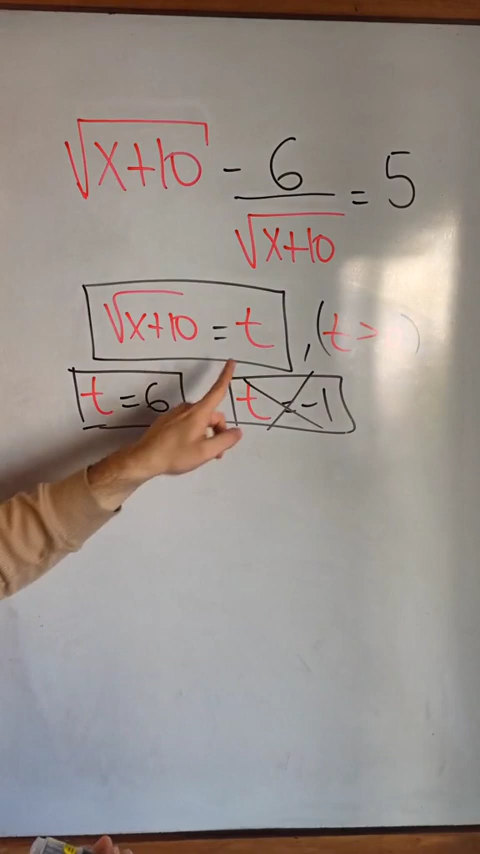 √x+10 - 6/√x+10 = 5
√x+10 = t , (t > )
t = 6 t = -1